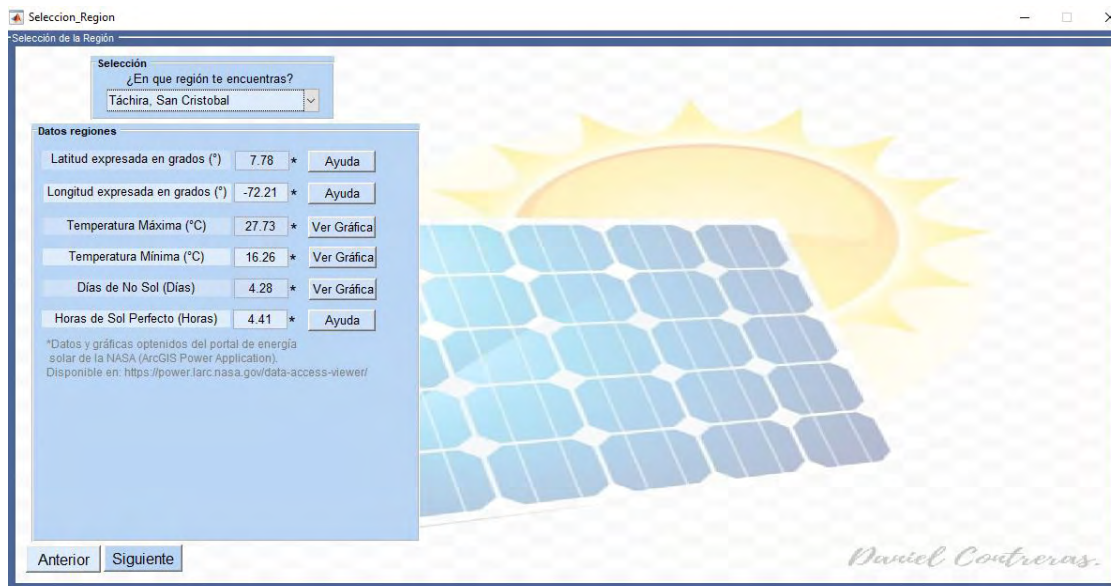 Seleccion_Region
Selección de la Región
Selección
¿En que región te encuentras?
Táchira, San Cristobal
Datos regiones
Latitud expresada en grados (°) 7.78 * Ayuda
Longitud expresada en grados (°) -72.21 * Ayuda
Temperatura Máxima (°C) 27.73 * Ver Gráfica
Temperatura Mínima (°C) 16.26 * Ver Gráfica
Días de No Sol (Días) 4.28 * Ver Gráfica
Horas de Sol Perfecto (Horas) 4.41 * Ayuda
*Datos y gráficas optenidos del portal de energía
solar de la NASA (ArcGIS Power Application).
Disponible en: https://power.larc.nasa.gov/data-access-viewer/
Anterior Siguiente
Daniel Contreras.